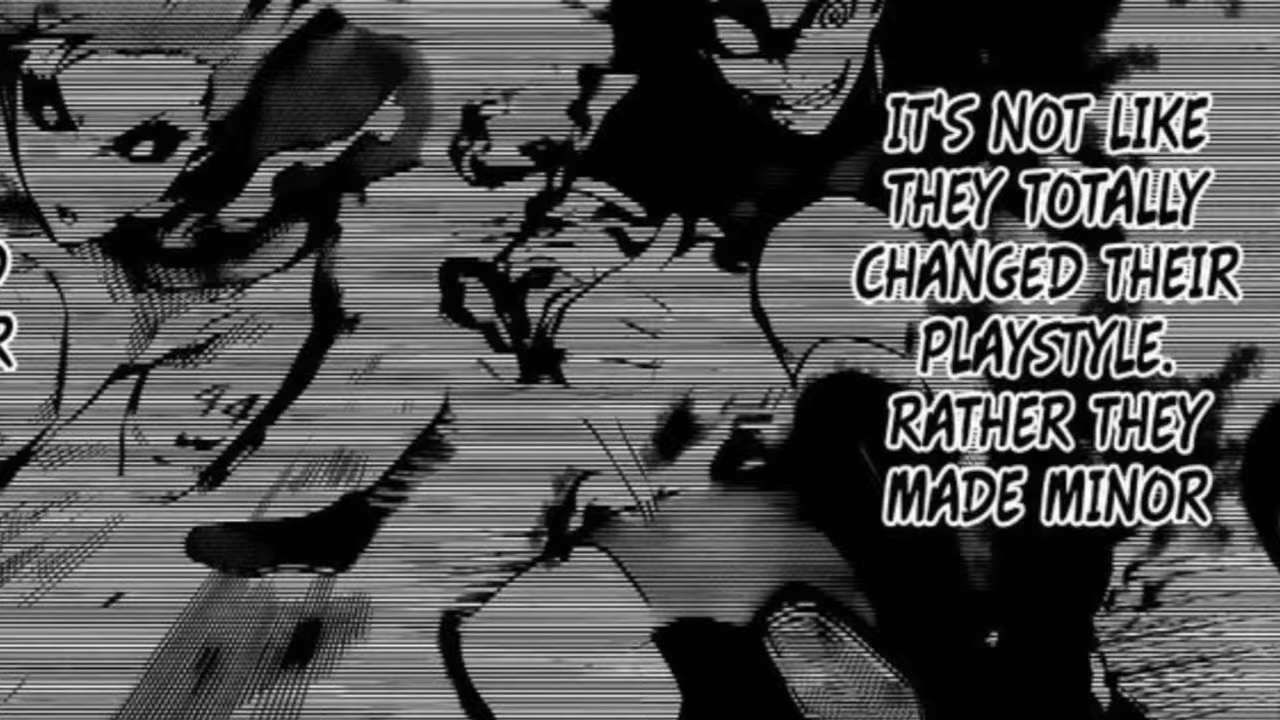 IT'S NOT LIKE
THEY TOTALLY
CHANGED THEIR
PLAYSTYLE.
RATHER THEY
MADE MINOR